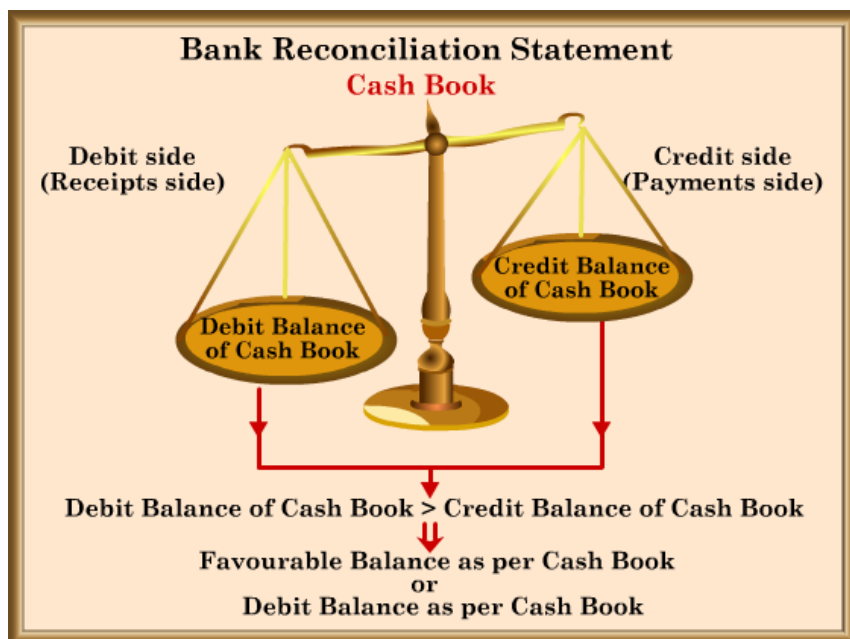 Bank Reconciliation Statement
Cash Book
Debit side
(Receipts side)
Credit side
(Payments side)
Credit Balance
of Cash Book
Debit Balance
of Cash Book
Debit Balance of Cash Book > Credit Balance of Cash Book
Favourable Balance as per Cash Book
or
Debit Balance as per Cash Book